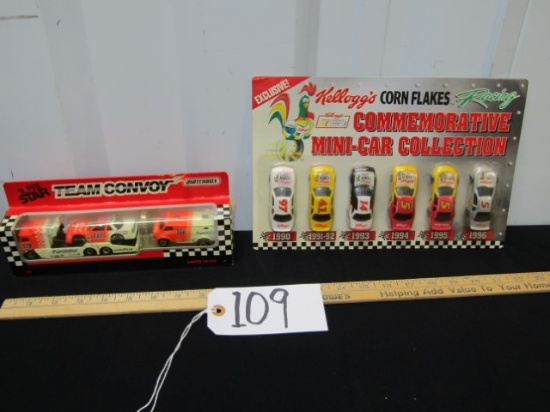 SUPER
STAR
TEAM CONVOY
MATCHBOX
EXCLUSIVE!
Kellogg's CORN FLAKES Racing
COMMEMORATIVE
MINI-CAR COLLECTION
97
41
14
5
5
5
1990
1991-92
1993
1994
1995
1996
109
Helping Add Value To Your Home